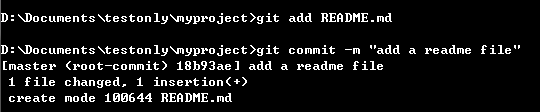 D:\Documents\testonly\myproject>git add README.md
D:\Documents\testonly\myproject>git commit -m "add a readme file"
[master (root-commit) 18b93ae] add a readme file
 1 file changed, 1 insertion(+)
 create mode 100644 README.md